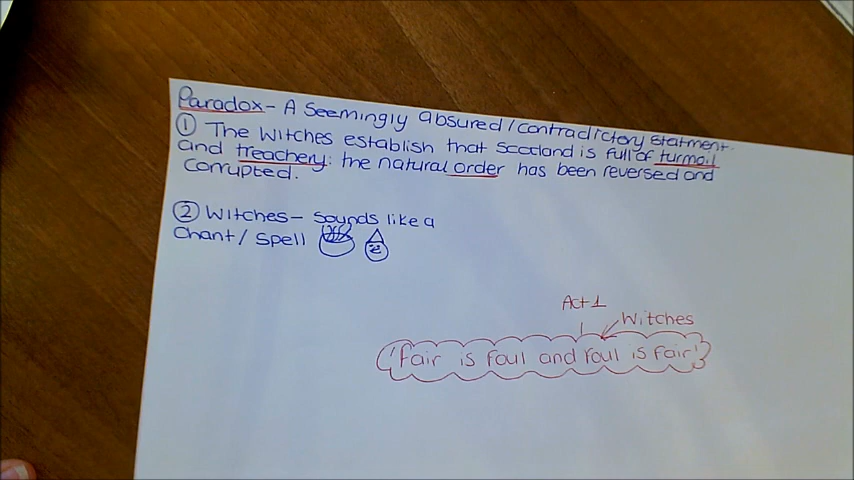 Paradox - A Seemingly absured/contradictory statment.
① The Witches establish that Scotland is full of turmoil
and treachery: the natural order has been reversed and
corrupted.
② Witches - Sounds like a
Chant/Spell
Act 1
Witches
'fair is foul and foul is fair'